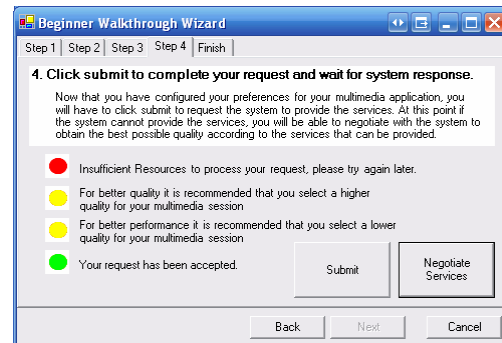 Beginner Walkthrough Wizard
Step 1 Step 2 Step 3 Step 4 Finish
4. Click submit to complete your request and wait for system response.
Now that you have configured your preferences for your multimedia application, you
will have to click submit to request the system to provide the services. At this point if
the system cannot provide the services, you will be able to negotiate with the system to
obtain the best possible quality according to the services that can be provided.
Insufficient Resources to process your request, please try again later.
For better quality it is recommended that you select a higher
quality for your multimedia session
For better performance it is recommended that you select a lower
quality for your multimedia session
Your request has been accepted.
Submit
Negotiate
Services
Back Next Cancel